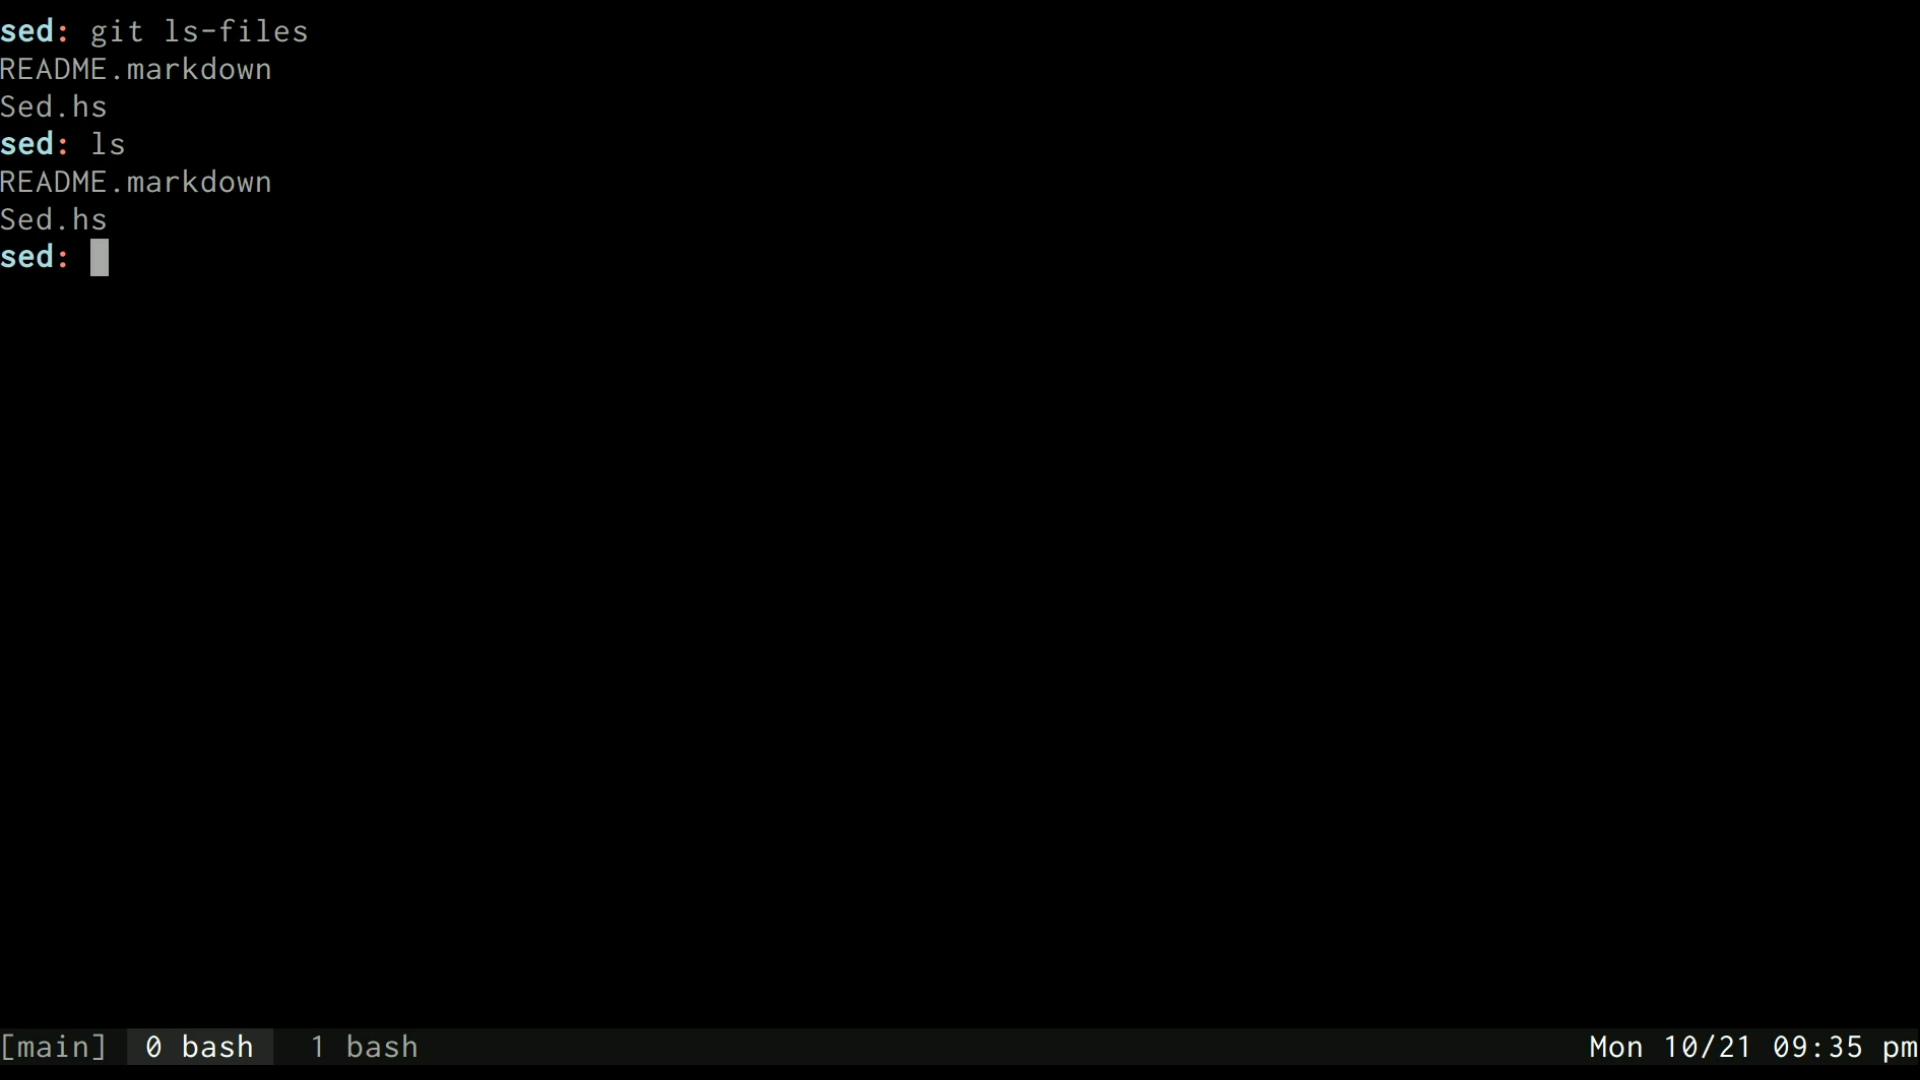 sed: git ls-files
README.markdown
Sed.hs
sed: ls
README.markdown
Sed.hs
sed:
[main] 0 bash 1 bash Mon 10/21 09:35 pm